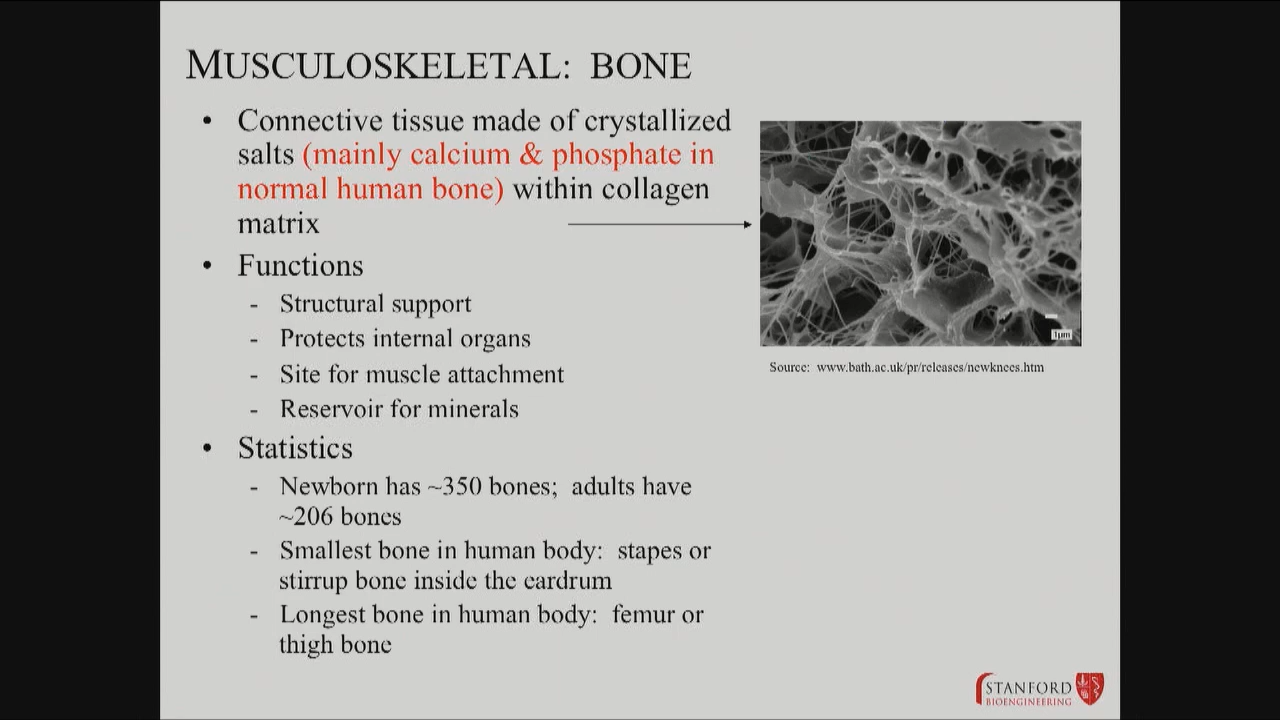 MUSCULOSKELETAL: BONE
• Connective tissue made of crystallized
salts (mainly calcium & phosphate in
normal human bone) within collagen
matrix
• Functions
- Structural support
- Protects internal organs
- Site for muscle attachment
- Reservoir for minerals
• Statistics
- Newborn has ~350 bones; adults have
~206 bones
- Smallest bone in human body: stapes or
stirrup bone inside the eardrum
- Longest bone in human body: femur or
thigh bone
1μm
Source: www.bath.ac.uk/pr/releases/newknees.htm
STANFORD
BIOENGINEERING